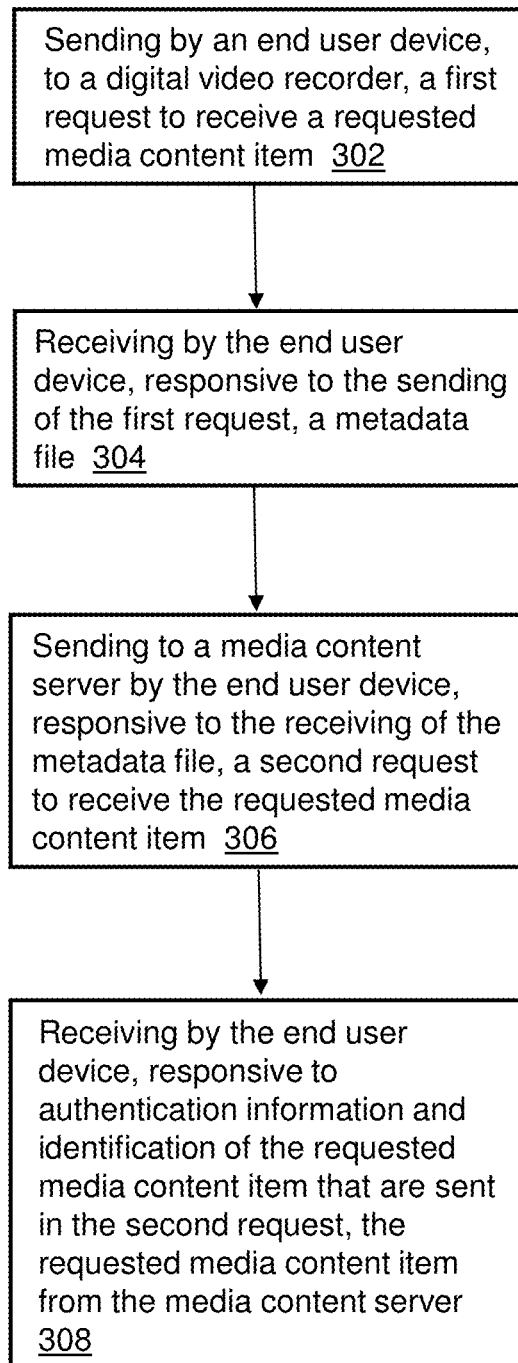 Sending by an end user device,
to a digital video recorder, a first
request to receive a requested
media content item 302
Receiving by the end user
device, responsive to the sending
of the first request, a metadata
file 304
Sending to a media content
server by the end user device,
responsive to the receiving of the
metadata file, a second request
to receive the requested media
content item 306
Receiving by the end user
device, responsive to
authentication information and
identification of the requested
media content item that are sent
in the second request, the
requested media content item
from the media content server
308